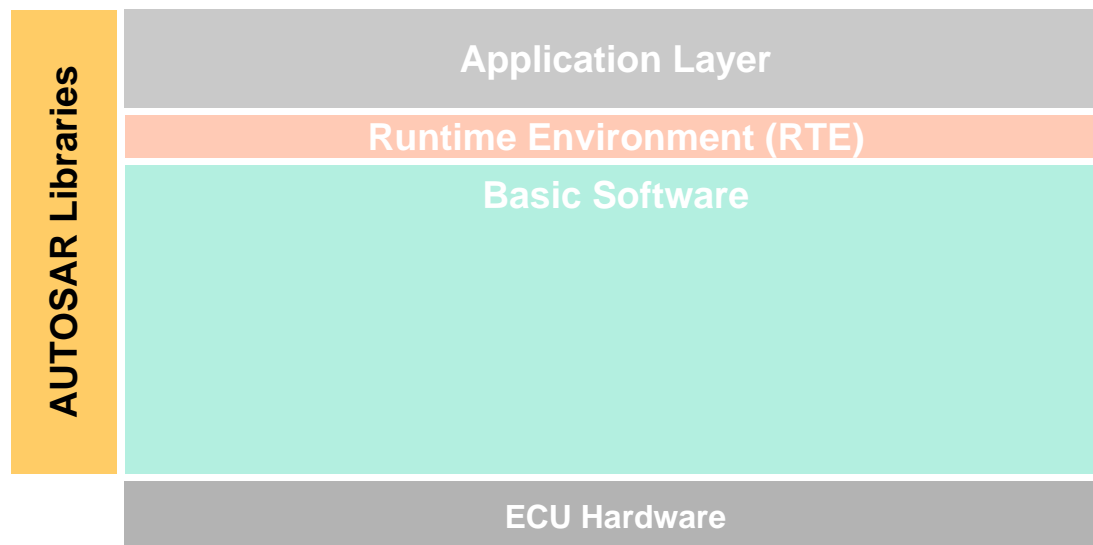 AUTOSAR Libraries
Application Layer
Runtime Environment (RTE)
Basic Software
ECU Hardware